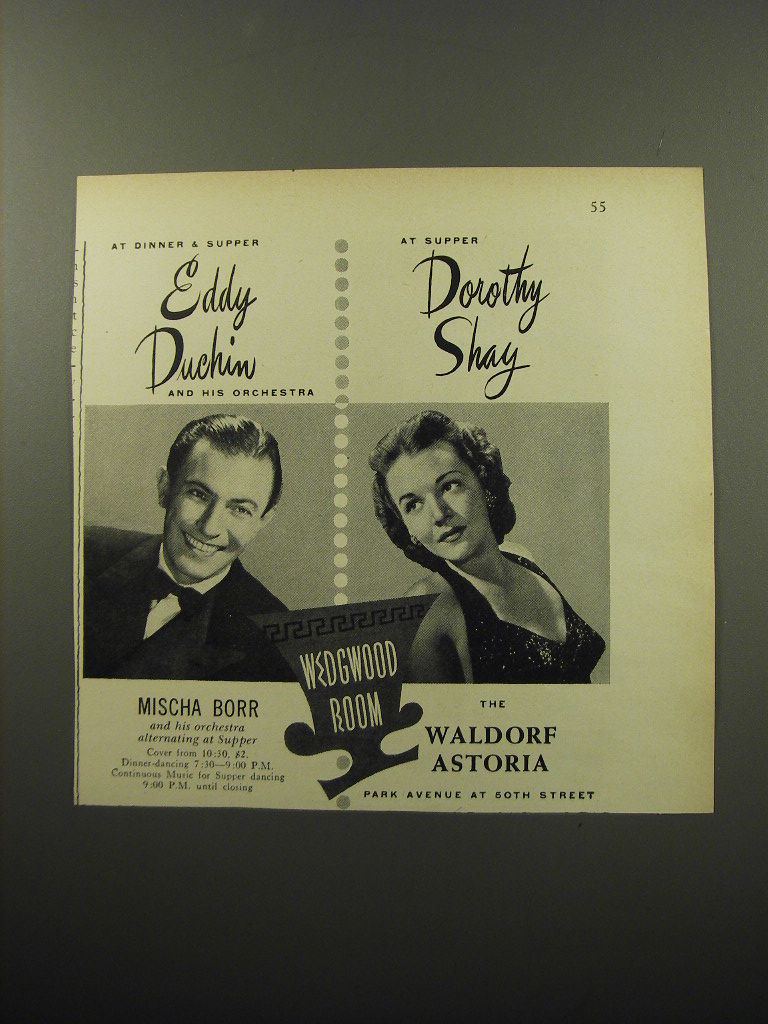 55
AT DINNER & SUPPER
Eddy
Duchin
AND HIS ORCHESTRA
AT SUPPER
Dorothy
Shay
WEDGWOOD
ROOM
MISCHA BORR
and his orchestra
alternating at Supper
Cover from 10:30, $2.
Dinner-dancing 7:30—9:00 P.M.
Continuous Music for Supper dancing
9:00 P.M. until closing
THE
WALDORF
ASTORIA
PARK AVENUE AT 50TH STREET